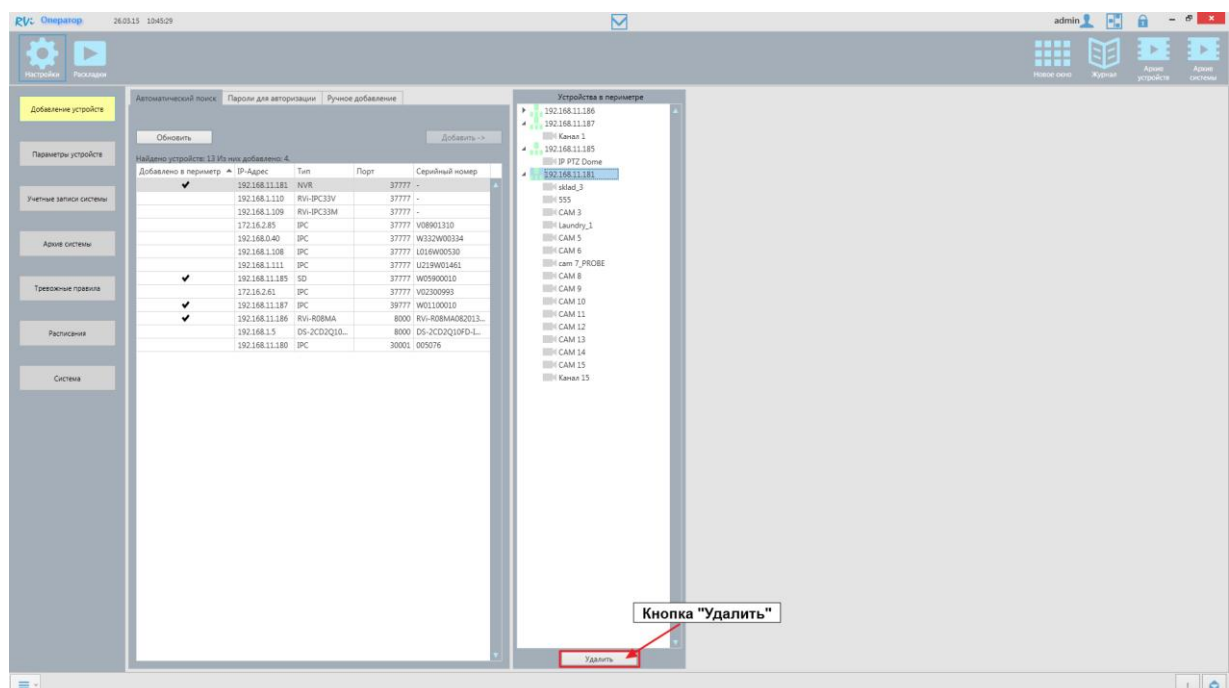 RVi Оператор 26.03.15 10:45:29 admin
Настройки Раскладки Новое окно Журнал Архив устройств Архив системы
Добавление устройств
Параметры устройств
Учетные записи системы
Архив системы
Тревожные правила
Расписания
Система
Автоматический поиск Пароли для авторизации Ручное добавление
Обновить Добавить ->
Найдено устройств: 13 Из них добавлено: 4.
Добавлено в периметр IP-Адрес Тип Порт Серийный номер
✔ 192.168.11.181 NVR 37777 -
192.168.1.110 RVi-IPC33V 37777 -
192.168.1.109 RVi-IPC33M 37777 -
172.16.2.85 IPC 37777 V08901310
192.168.0.40 IPC 37777 W332W00334
192.168.1.108 IPC 37777 L016W00530
192.168.1.111 IPC 37777 U219W01461
✔ 192.168.11.185 SD 37777 W05900010
172.16.2.61 IPC 37777 V02300993
✔ 192.168.11.187 IPC 39777 W01100010
✔ 192.168.11.186 RVi-R08MA 8000 RVi-R08MA082013...
192.168.1.5 DS-2CD2Q10... 8000 DS-2CD2Q10FD-I...
192.168.11.180 IPC 30001 005076
Устройства в периметре
192.168.11.186
192.168.11.187
Канал 1
192.168.11.185
IP PTZ Dome
192.168.11.181
sklad_3
555
CAM 3
Laundry_1
CAM 5
CAM 6
cam 7_PROBE
CAM 8
CAM 9
CAM 10
CAM 11
CAM 12
CAM 13
CAM 14
CAM 15
Канал 15
Кнопка "Удалить"
Удалить